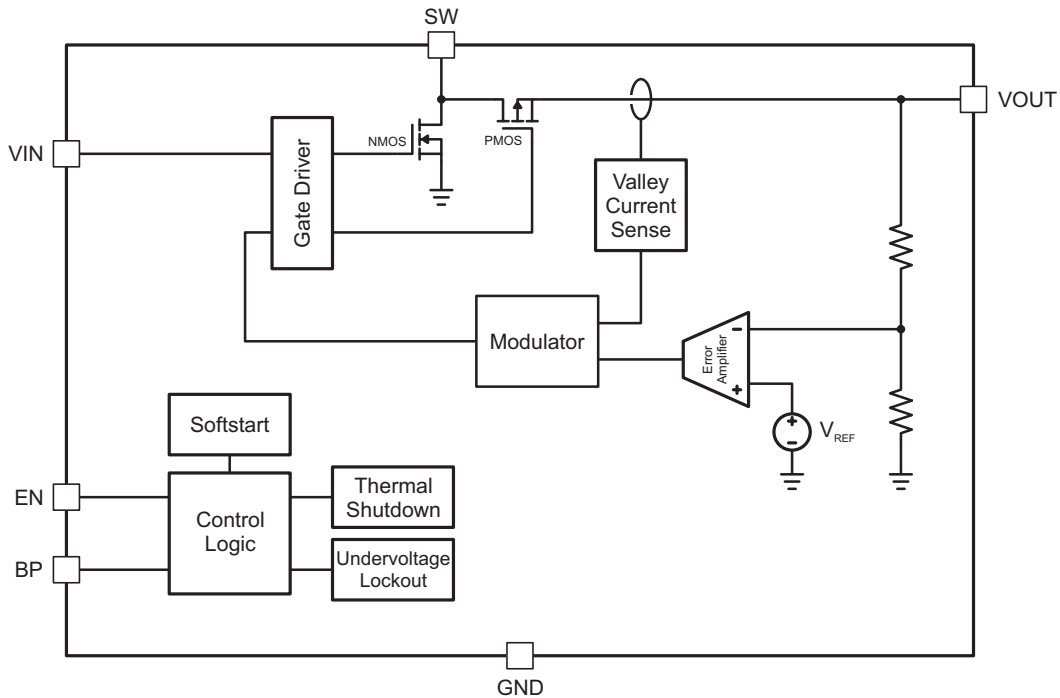 SW
VOUT
VIN
Gate Driver
NMOS
PMOS
Valley
Current
Sense
Modulator
Error
Amplifier
−
+
+
−
VREF
Softstart
EN
BP
Control
Logic
Thermal
Shutdown
Undervoltage
Lockout
GND